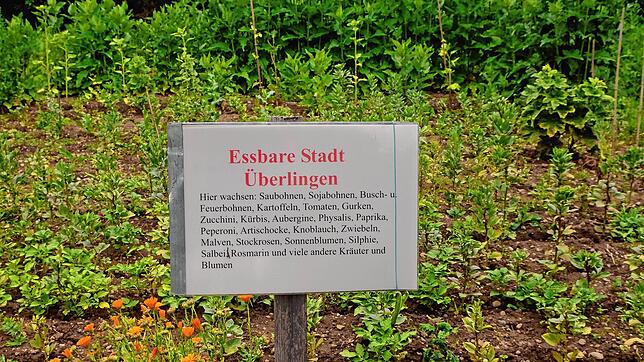 Essbare Stadt
Überlingen
Hier wachsen: Saubohnen, Sojabohnen, Busch- u.
Feuerbohnen, Kartoffeln, Tomaten, Gurken,
Zucchini, Kürbis, Aubergine, Physalis, Paprika,
Peperoni, Artischocke, Knoblauch, Zwiebeln,
Malven, Stockrosen, Sonnenblumen, Silphie,
Salbei, Rosmarin und viele andere Kräuter und
Blumen